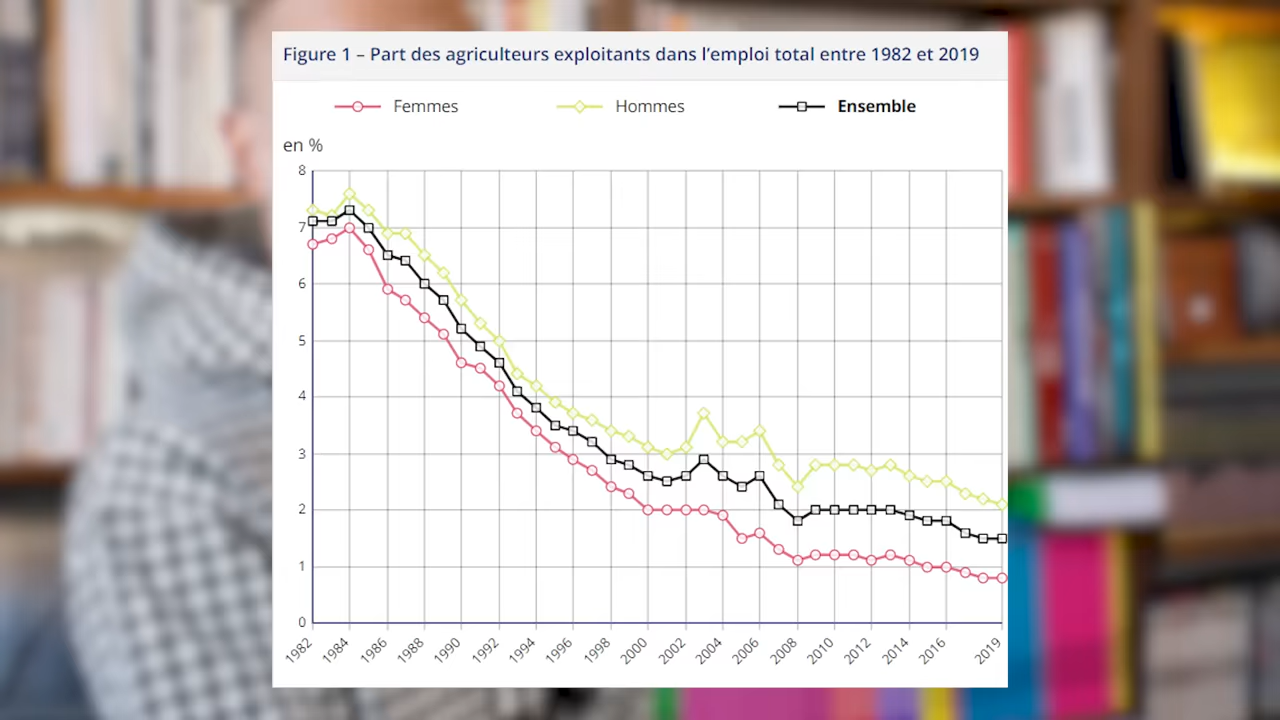 Figure 1 – Part des agriculteurs exploitants dans l’emploi total entre 1982 et 2019
Femmes Hommes Ensemble
en %
8
7
6
5
4
3
2
1
0
1982 1984 1986 1988 1990 1992 1994 1996 1998 2000 2002 2004 2006 2008 2010 2012 2014 2016 2019